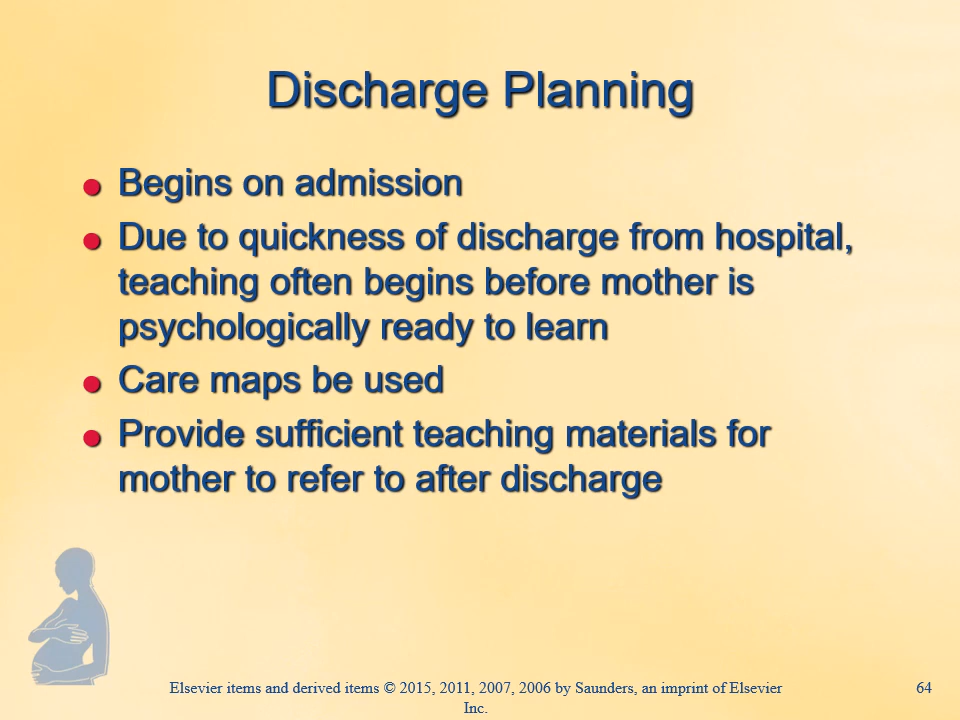 Discharge Planning
Begins on admission
Due to quickness of discharge from hospital,
teaching often begins before mother is
psychologically ready to learn
Care maps be used
Provide sufficient teaching materials for
mother to refer to after discharge
Elsevier items and derived items © 2015, 2011, 2007, 2006 by Saunders, an imprint of Elsevier
Inc.
64